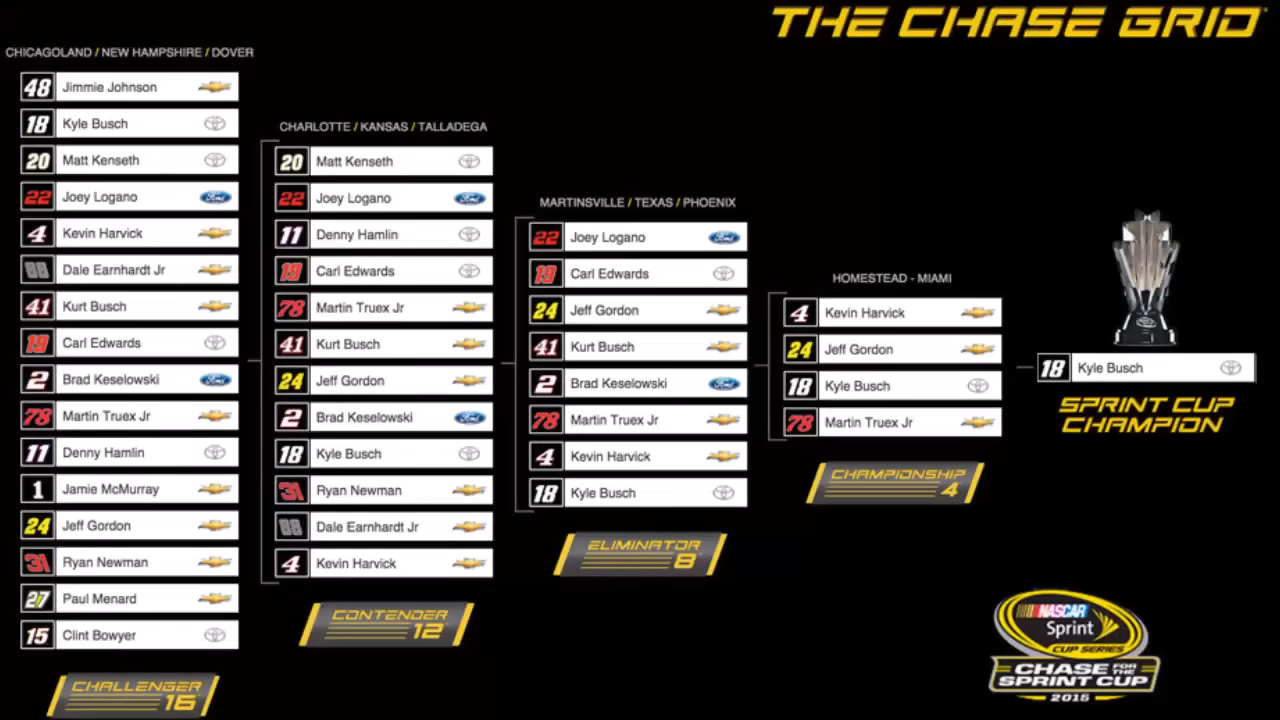 THE CHASE GRID
CHICAGOLAND / NEW HAMPSHIRE / DOVER
48 Jimmie Johnson
18 Kyle Busch
20 Matt Kenseth
22 Joey Logano Ford
4 Kevin Harvick
88 Dale Earnhardt Jr
41 Kurt Busch
19 Carl Edwards
2 Brad Keselowski Ford
78 Martin Truex Jr
11 Denny Hamlin
1 Jamie McMurray
24 Jeff Gordon
31 Ryan Newman
27 Paul Menard
15 Clint Bowyer
CHALLENGER
16
CHARLOTTE / KANSAS / TALLADEGA
20 Matt Kenseth
22 Joey Logano Ford
11 Denny Hamlin
19 Carl Edwards
78 Martin Truex Jr
41 Kurt Busch
24 Jeff Gordon
2 Brad Keselowski Ford
18 Kyle Busch
31 Ryan Newman
88 Dale Earnhardt Jr
4 Kevin Harvick
CONTENDER
12
MARTINSVILLE / TEXAS / PHOENIX
22 Joey Logano Ford
19 Carl Edwards
24 Jeff Gordon
41 Kurt Busch
2 Brad Keselowski Ford
78 Martin Truex Jr
4 Kevin Harvick
18 Kyle Busch
ELIMINATOR
8
HOMESTEAD - MIAMI
4 Kevin Harvick
24 Jeff Gordon
18 Kyle Busch
78 Martin Truex Jr
CHAMPIONSHIP
4
18 Kyle Busch
SPRINT CUP
CHAMPION
NASCAR
Sprint
CUP SERIES
CHASE FOR THE
SPRINT CUP
2015